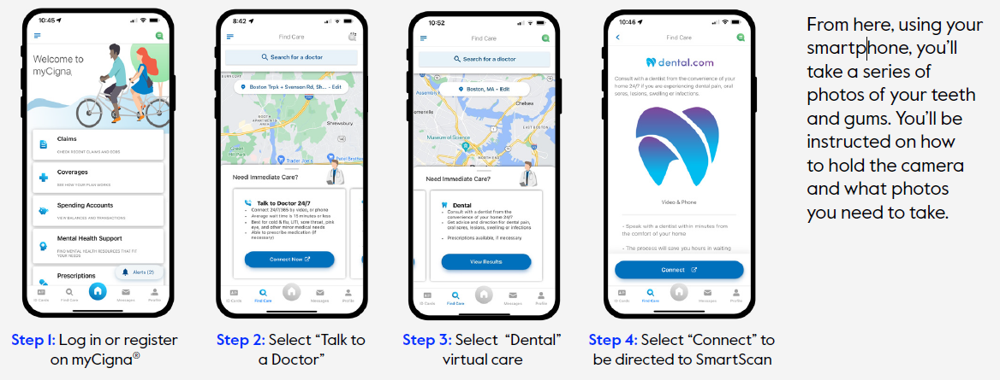 10:45
Welcome to
myCigna,
Claims
CHECK RECENT CLAIMS AND EOBS
Coverages
SEE HOW YOUR PLAN WORKS
Spending Accounts
VIEW BALANCES AND TRANSACTIONS
Mental Health Support
FIND MENTAL HEALTH RESOURCES THAT FIT
YOUR NEEDS
Prescriptions
Alerts (25)
ID Cards
Find Care
Messages
Profile
Step 1: Log in or register
on myCigna®
8:42
Find Care
Search for a doctor
Boston Trpk + Svenson Rd, Sh... - Edit
Shrewsbury
Trader Joe's
Patel Brothers
Need Immediate Care?
Talk to Doctor 24/7
• Connect 24/7/365 by video, or phone
• Average wait time is 15 minutes or less
• Best for cold & flu, UTI, sore throat, pink
eye, and other minor medical needs
• Able to prescribe medication (if
necessary)
Connect Now
ID Cards
Find Care
Messages
Profile
Step 2: Select “Talk to
a Doctor”
10:52
Find Care
Search for a doctor
Boston, MA - Edit
Chelsea
Museum of Science
EAST BOSTON
NORTH END
Need Immediate Care?
Dental
• Consult with a dentist from the
convenience of your home 24/7
• Get advice and direction for dental pain,
oral sores, lesions, swelling or infections
• Prescriptions available, if necessary
View Results
ID Cards
Find Care
Messages
Profile
Step 3: Select “Dental”
virtual care
10:46
Find Care
dental.com
Consult with a dentist from the convenience of your
home 24/7 if you are experiencing dental pain, oral
sores, lesions, swelling or infections.
Video & Phone
- Speak with a dentist within minutes from
the comfort of your home
- The process will save you hours in waiting
Connect
ID Cards
Find Care
Messages
Profile
Step 4: Select “Connect” to
be directed to SmartScan
From here, using your
smartphone, you’ll
take a series of
photos of your teeth
and gums. You’ll be
instructed on how
to hold the camera
and what photos
you need to take.